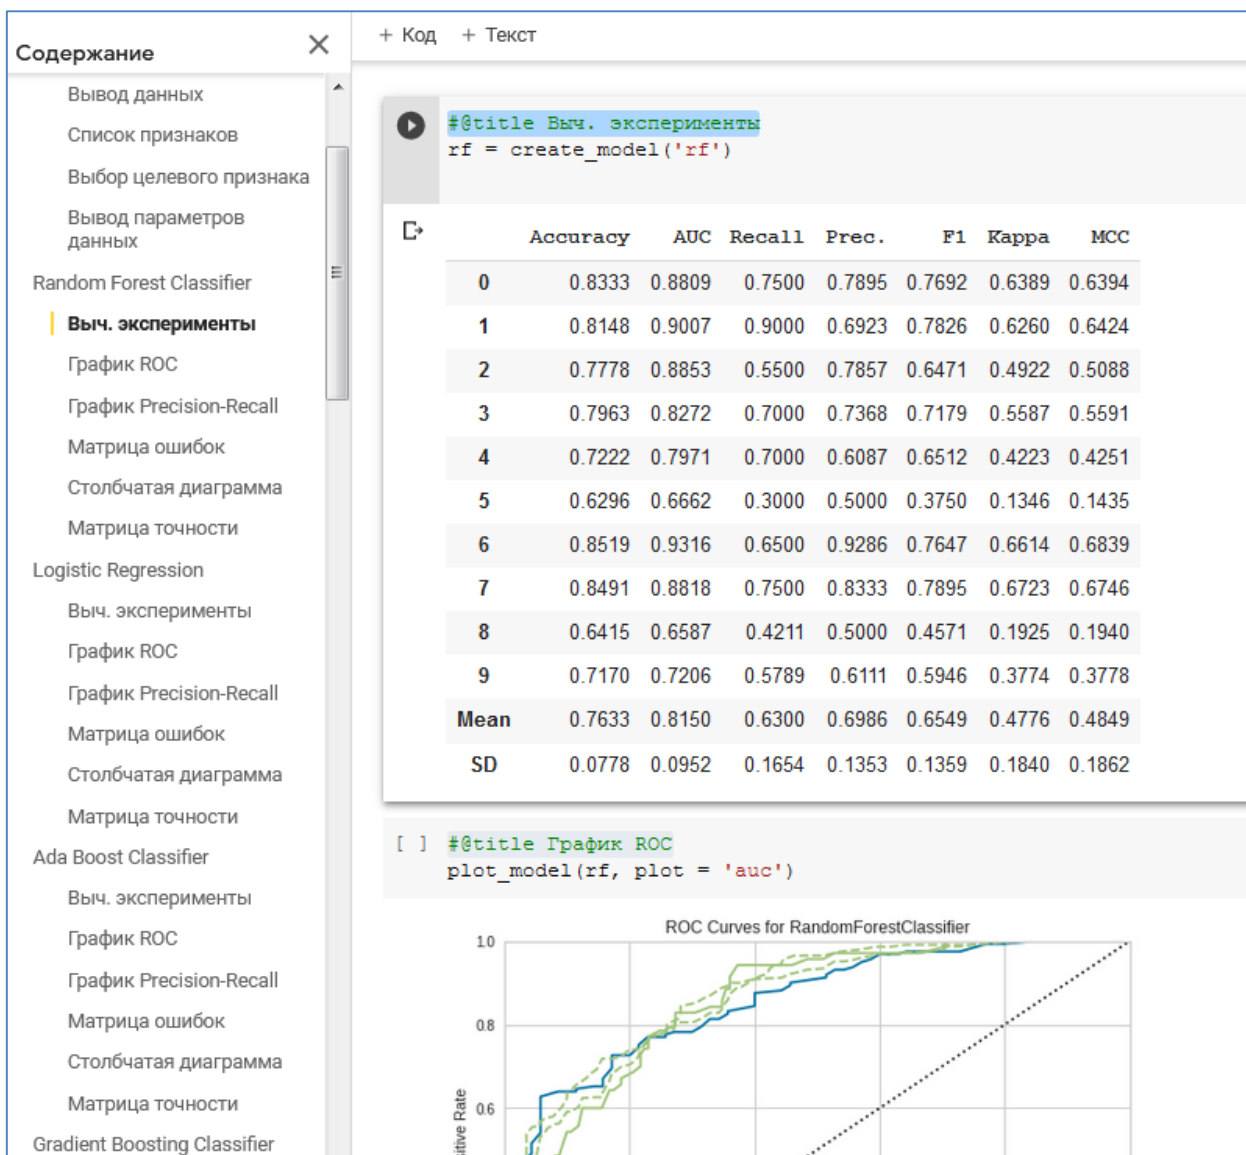 Содержание
Вывод данных
Список признаков
Выбор целевого признака
Вывод параметров
данных
Random Forest Classifier
Выч. эксперименты
График ROC
График Precision-Recall
Матрица ошибок
Столбчатая диаграмма
Матрица точности
Logistic Regression
Выч. эксперименты
График ROC
График Precision-Recall
Матрица ошибок
Столбчатая диаграмма
Матрица точности
Ada Boost Classifier
Выч. эксперименты
График ROC
График Precision-Recall
Матрица ошибок
Столбчатая диаграмма
Матрица точности
Gradient Boosting Classifier
+ Код + Текст
#@title Выч. эксперименты
rf = create_model('rf')
Accuracy AUC Recall Prec. F1 Kappa MCC
0 0.8333 0.8809 0.7500 0.7895 0.7692 0.6389 0.6394
1 0.8148 0.9007 0.9000 0.6923 0.7826 0.6260 0.6424
2 0.7778 0.8853 0.5500 0.7857 0.6471 0.4922 0.5088
3 0.7963 0.8272 0.7000 0.7368 0.7179 0.5587 0.5591
4 0.7222 0.7971 0.7000 0.6087 0.6512 0.4223 0.4251
5 0.6296 0.6662 0.3000 0.5000 0.3750 0.1346 0.1435
6 0.8519 0.9316 0.6500 0.9286 0.7647 0.6614 0.6839
7 0.8491 0.8818 0.7500 0.8333 0.7895 0.6723 0.6746
8 0.6415 0.6587 0.4211 0.5000 0.4571 0.1925 0.1940
9 0.7170 0.7206 0.5789 0.6111 0.5946 0.3774 0.3778
Mean 0.7633 0.8150 0.6300 0.6986 0.6549 0.4776 0.4849
SD 0.0778 0.0952 0.1654 0.1353 0.1359 0.1840 0.1862
[ ] #@title График ROC
plot_model(rf, plot = 'auc')
ROC Curves for RandomForestClassifier
1.0
0.8
0.6
Rate